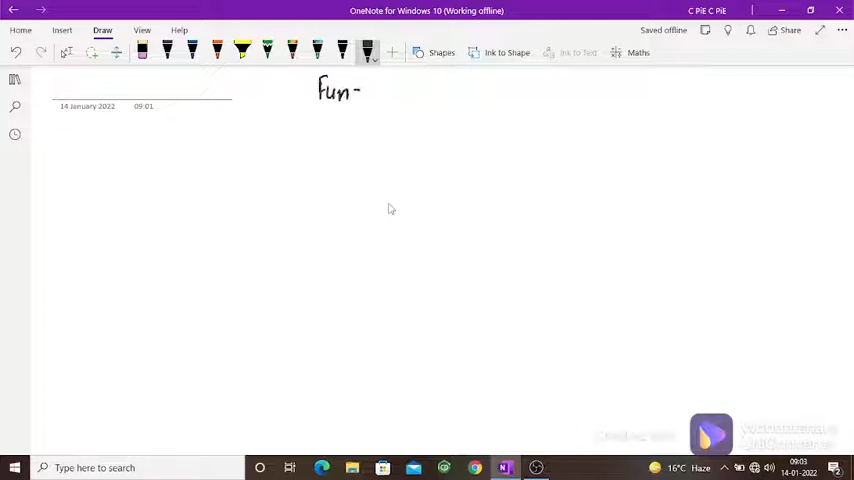 OneNote for Windows 10 (Working offline)
C PiE C PiE
Home Insert Draw View Help
Saved offline
Share
Shapes
Ink to Shape
Ink to Text
Maths
Fun-
14 January 2022 09:01
Type here to search
16°C Haze
09:03
14-01-2022
2